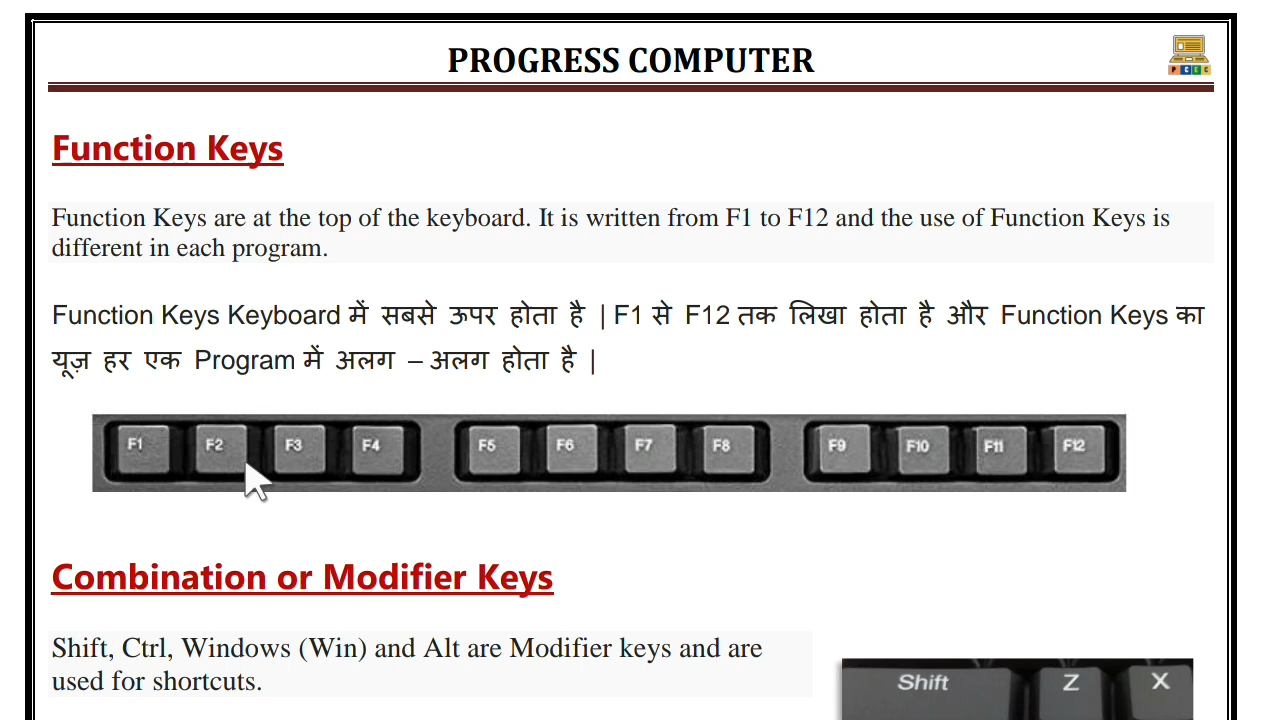 PROGRESS COMPUTER
P C E C
Function Keys
Function Keys are at the top of the keyboard. It is written from F1 to F12 and the use of Function Keys is
different in each program.
Function Keys Keyboard में सबसे ऊपर होता है | F1 से F12 तक लिखा होता है और Function Keys का
यूज़ हर एक Program में अलग – अलग होता है |
F1 F2 F3 F4 F5 F6 F7 F8 F9 F10 F11 F12
Combination or Modifier Keys
Shift, Ctrl, Windows (Win) and Alt are Modifier keys and are
used for shortcuts.
Shift Z X